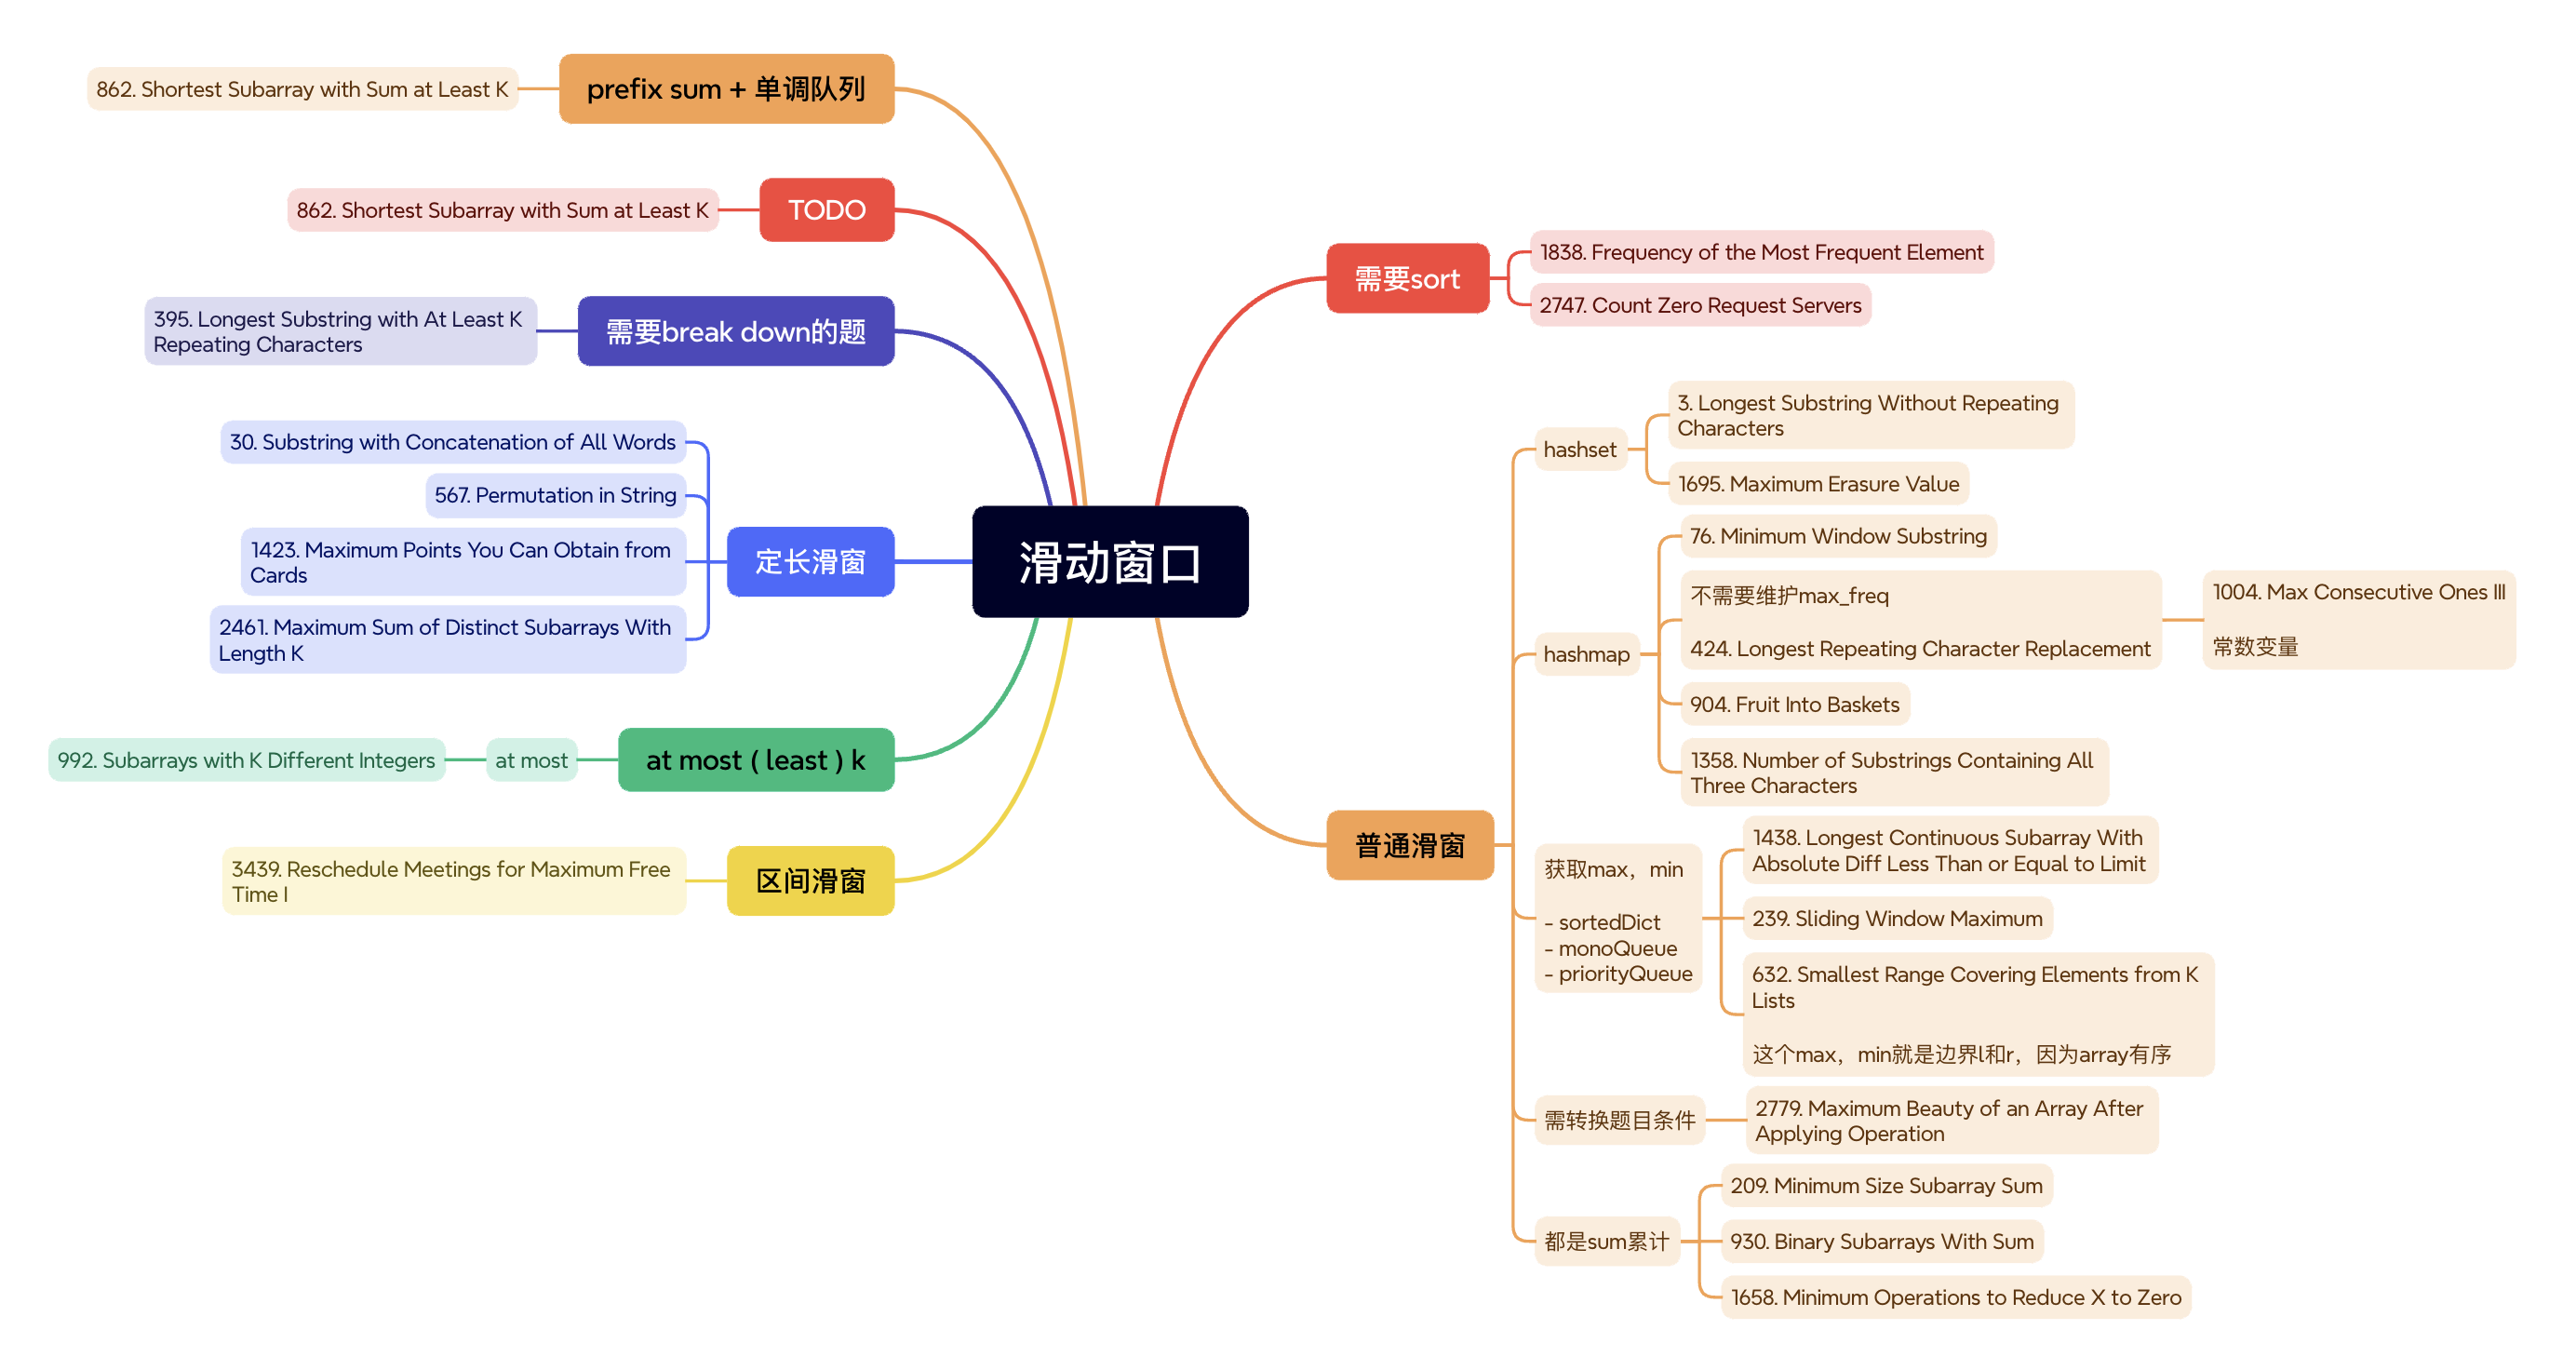 滑动窗口
prefix sum + 单调队列
862. Shortest Subarray with Sum at Least K
TODO
862. Shortest Subarray with Sum at Least K
需要break down的题
395. Longest Substring with At Least K
Repeating Characters
定长滑窗
30. Substring with Concatenation of All Words
567. Permutation in String
1423. Maximum Points You Can Obtain from
Cards
2461. Maximum Sum of Distinct Subarrays With
Length K
at most ( least ) k
at most
992. Subarrays with K Different Integers
区间滑窗
3439. Reschedule Meetings for Maximum Free
Time I
需要sort
1838. Frequency of the Most Frequent Element
2747. Count Zero Request Servers
普通滑窗
hashset
3. Longest Substring Without Repeating
Characters
1695. Maximum Erasure Value
hashmap
76. Minimum Window Substring
不需要维护max_freq
424. Longest Repeating Character Replacement
1004. Max Consecutive Ones III
常数变量
904. Fruit Into Baskets
1358. Number of Substrings Containing All
Three Characters
获取max，min
- sortedDict
- monoQueue
- priorityQueue
1438. Longest Continuous Subarray With
Absolute Diff Less Than or Equal to Limit
239. Sliding Window Maximum
632. Smallest Range Covering Elements from K
Lists
这个max，min就是边界l和r，因为array有序
需转换题目条件
2779. Maximum Beauty of an Array After
Applying Operation
都是sum累计
209. Minimum Size Subarray Sum
930. Binary Subarrays With Sum
1658. Minimum Operations to Reduce X to Zero